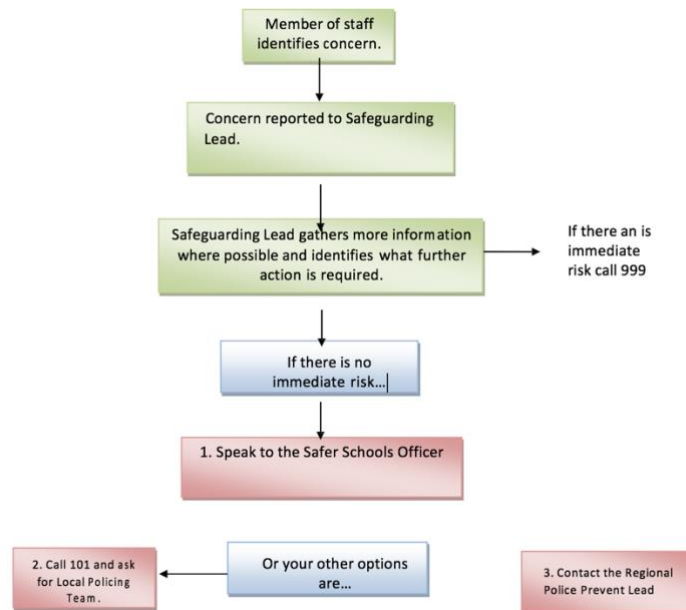 Member of staff
identifies concern.
Concern reported to Safeguarding
Lead.
Safeguarding Lead gathers more information
where possible and identifies what further
action is required.
If there an is
immediate
risk call 999
If there is no
immediate risk...
1. Speak to the Safer Schools Officer
2. Call 101 and ask
for Local Policing
Team.
Or your other options
are...
3. Contact the Regional
Police Prevent Lead